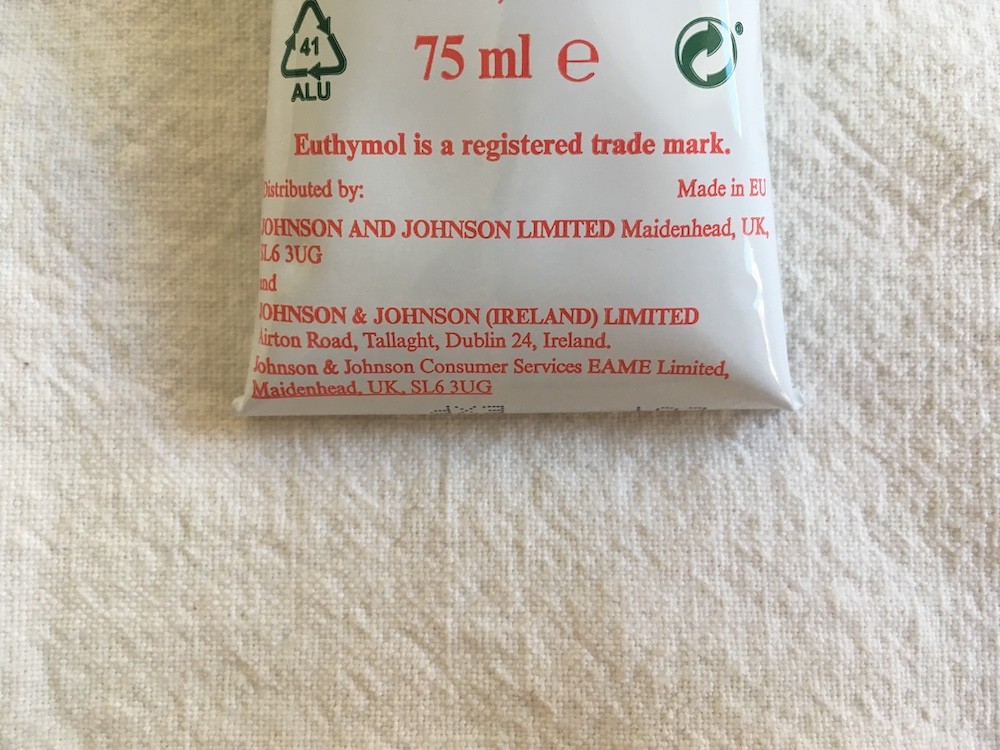 41
ALU
75 ml ℮
Euthymol is a registered trade mark.
Distributed by:
Made in EU
JOHNSON AND JOHNSON LIMITED Maidenhead, UK,
SL6 3UG
and
JOHNSON & JOHNSON (IRELAND) LIMITED
Airton Road, Tallaght, Dublin 24, Ireland.
Johnson & Johnson Consumer Services EAME Limited,
Maidenhead, UK, SL6 3UG